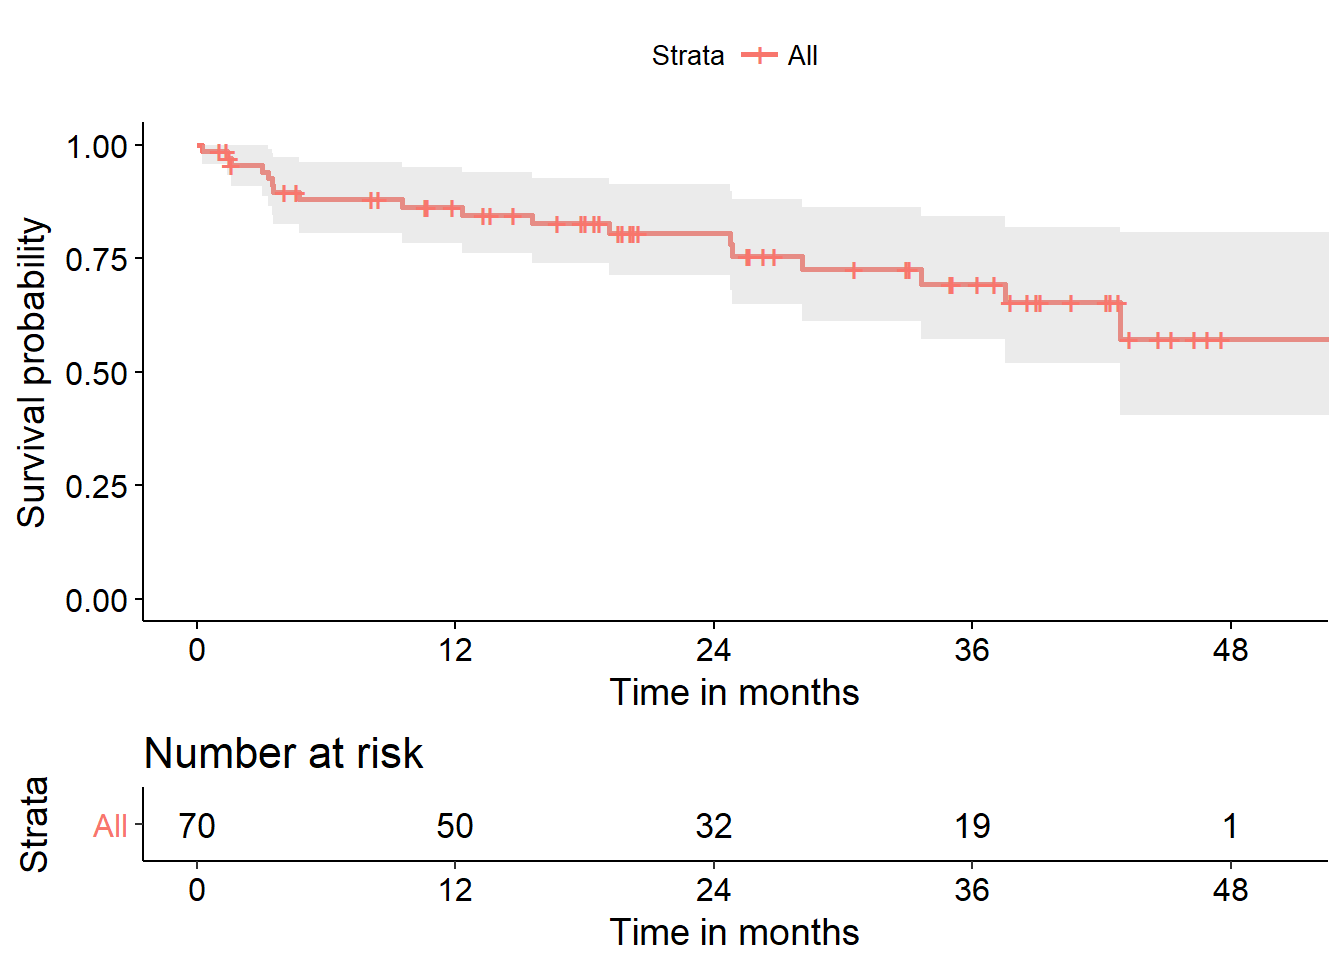 Strata All
Survival probability
1.00
0.75
0.50
0.25
0.00
0 12 24 36 48
Time in months
Number at risk
Strata
All 70 50 32 19 1
0 12 24 36 48
Time in months